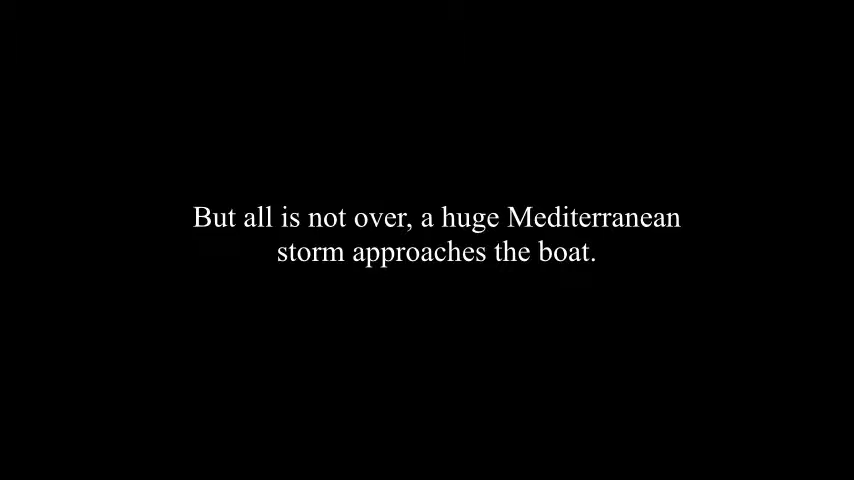 But all is not over, a huge Mediterranean
storm approaches the boat.